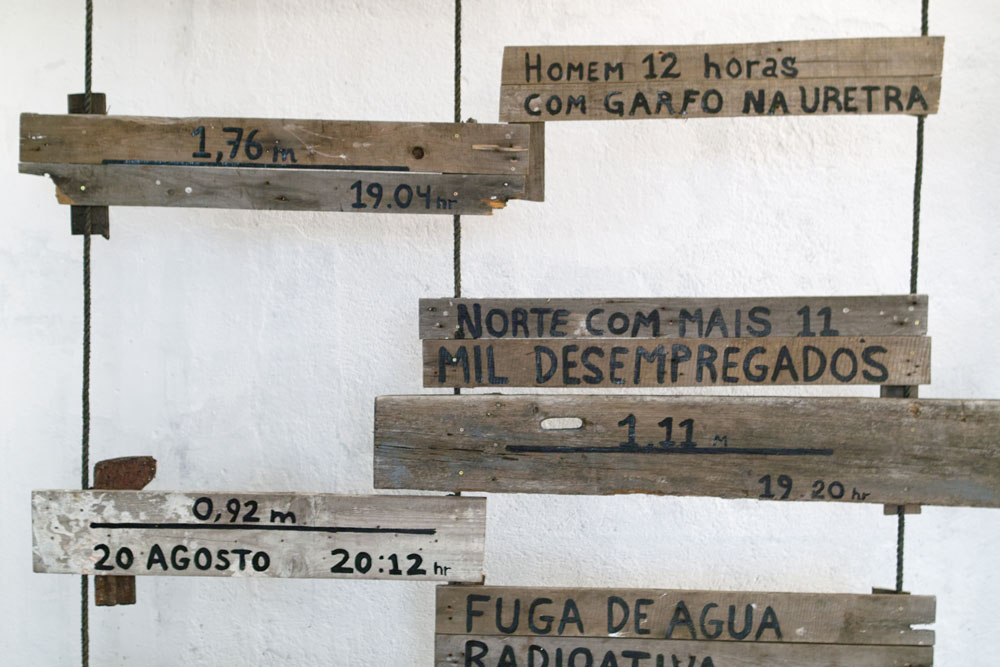 HOMEM 12 horas
COM GARFO NA URETRA
1,76 m
19.04 hr
NORTE COM MAIS 11
MIL DESEMPREGADOS
1.11 M
19.20 hr
0,92 m
20 AGOSTO 20:12 hr
FUGA DE AGUA
RADIOATIVA